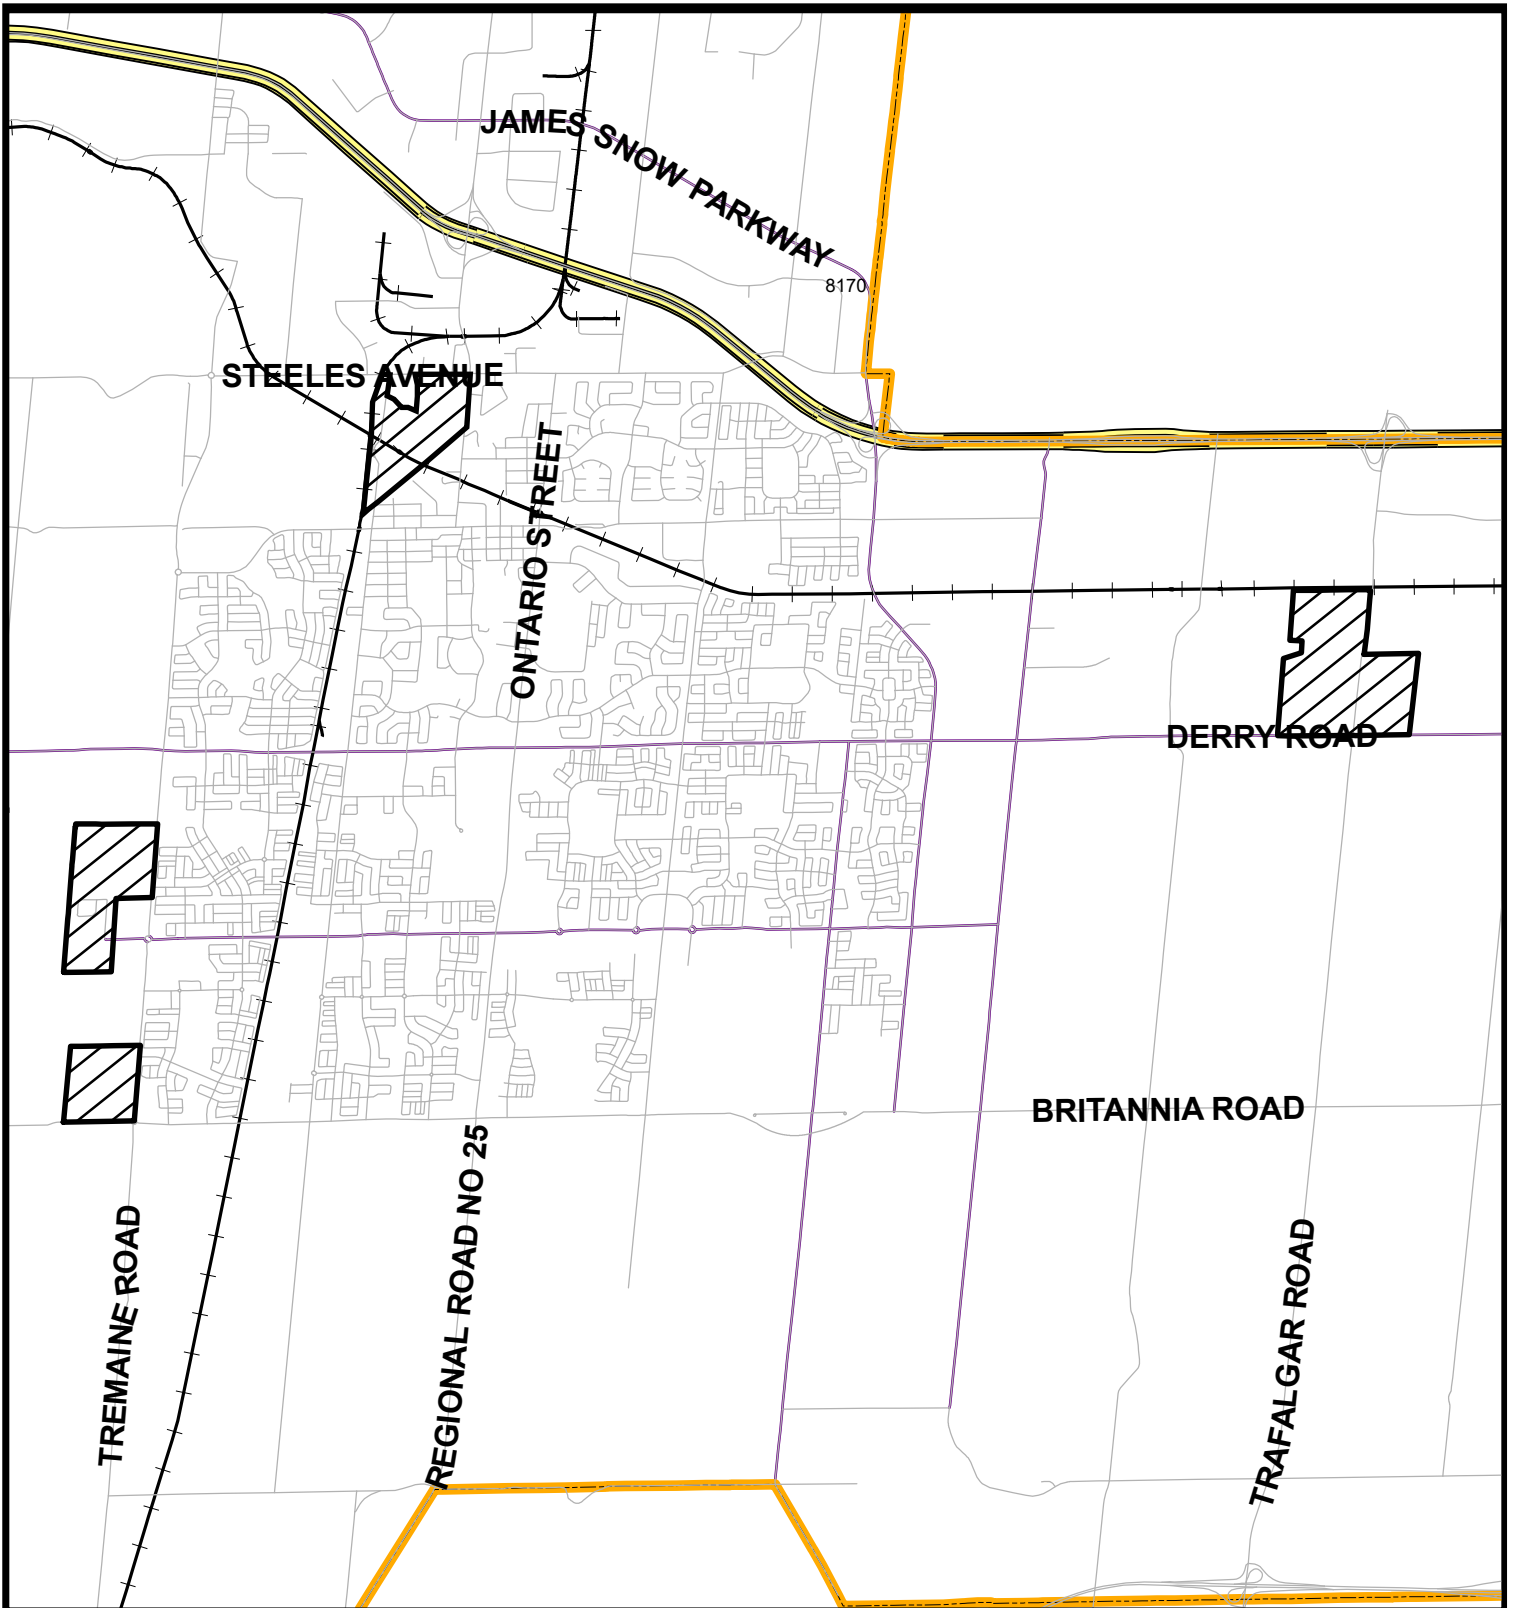 JAMES SNOW PARKWAY
8170
STEELES AVENUE
ONTARIO STREET
DERRY ROAD
BRITANNIA ROAD
REGIONAL ROAD NO 25
TREMAINE ROAD
TRAFALGAR ROAD